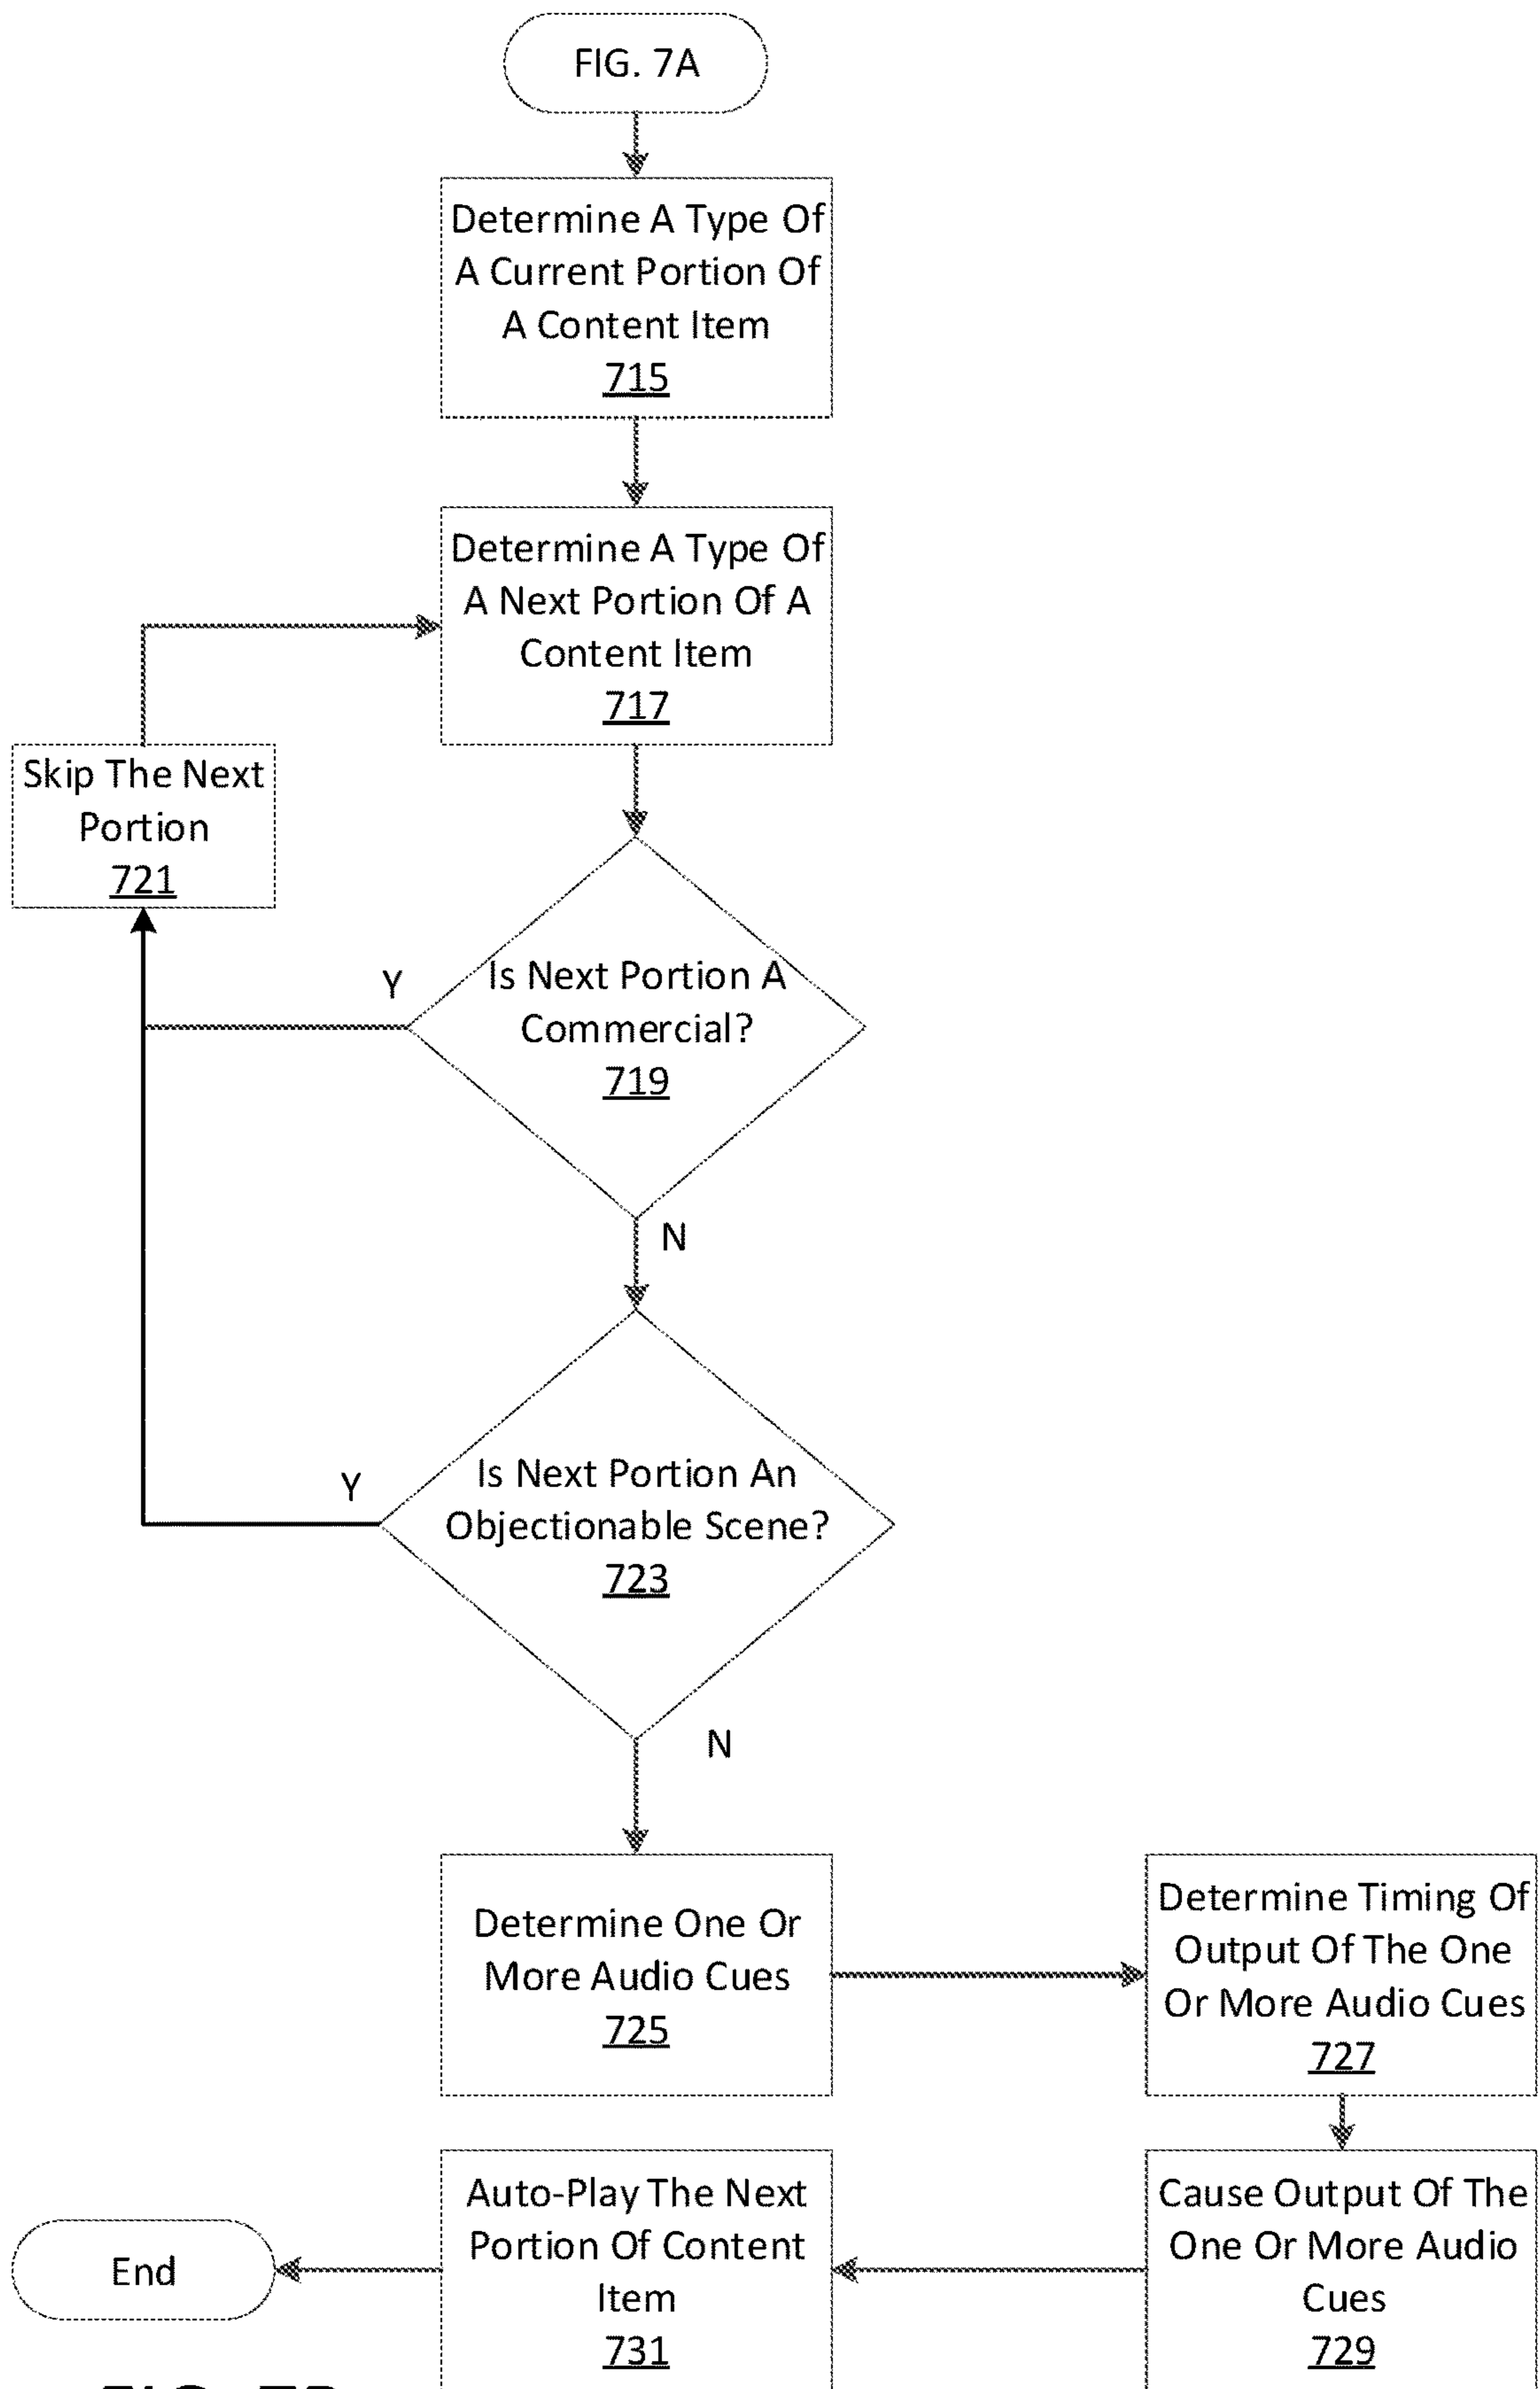 FIG. 7A
Determine A Type Of
A Current Portion Of
A Content Item
715
Determine A Type Of
A Next Portion Of A
Content Item
717
Skip The Next
Portion
721
Y
Is Next Portion A
Commercial?
719
N
Y
Is Next Portion An
Objectionable Scene?
723
N
Determine One Or
More Audio Cues
725
Determine Timing Of
Output Of The One
Or More Audio Cues
727
Cause Output Of The
One Or More Audio
Cues
729
Auto-Play The Next
Portion Of Content
Item
731
End